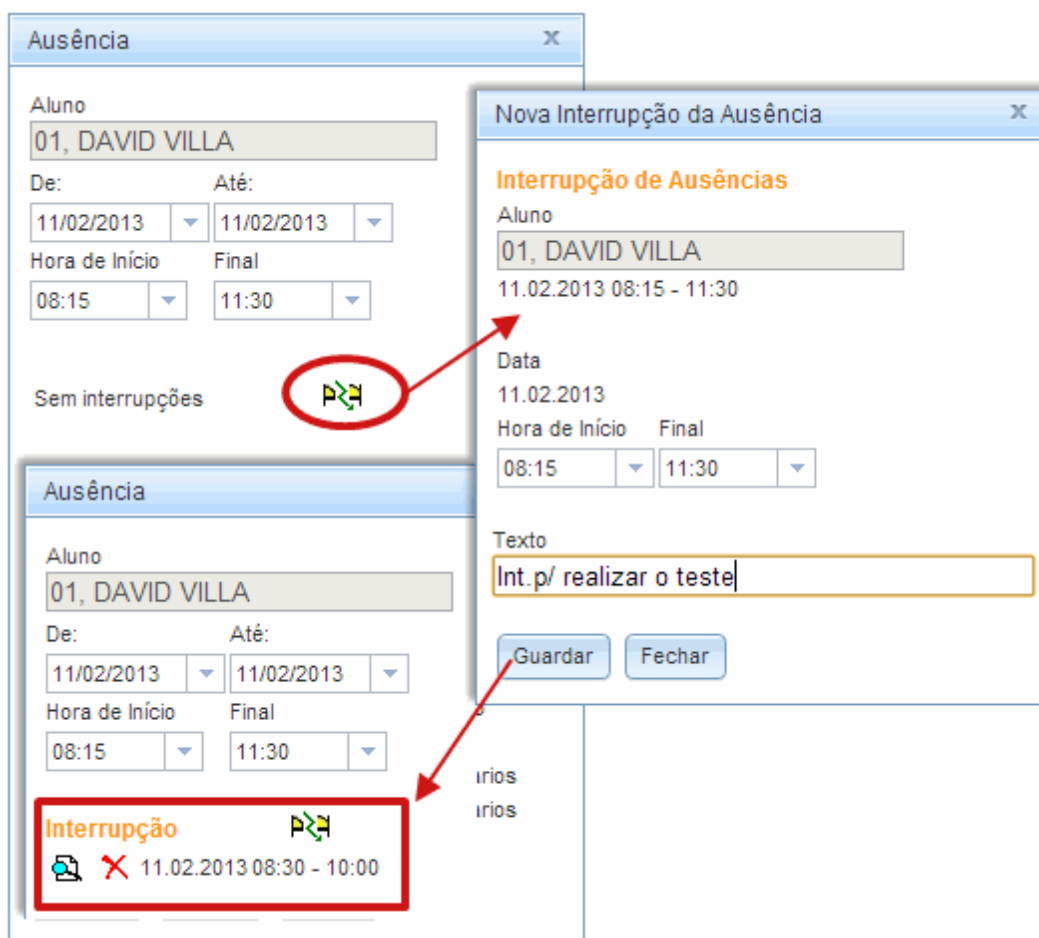 Ausência x
Aluno
01, DAVID VILLA
De: Até:
11/02/2013 11/02/2013
Hora de Início Final
08:15 11:30
Sem interrupções
Nova Interrupção da Ausência x
Interrupção de Ausências
Aluno
01, DAVID VILLA
11.02.2013 08:15 - 11:30
Data
11.02.2013
Hora de Início Final
08:15 11:30
Texto
Int.p/ realizar o teste
Guardar Fechar
Ausência
Aluno
01, DAVID VILLA
De: Até:
11/02/2013 11/02/2013
Hora de Início Final
08:15 11:30
Interrupção
11.02.2013 08:30 - 10:00